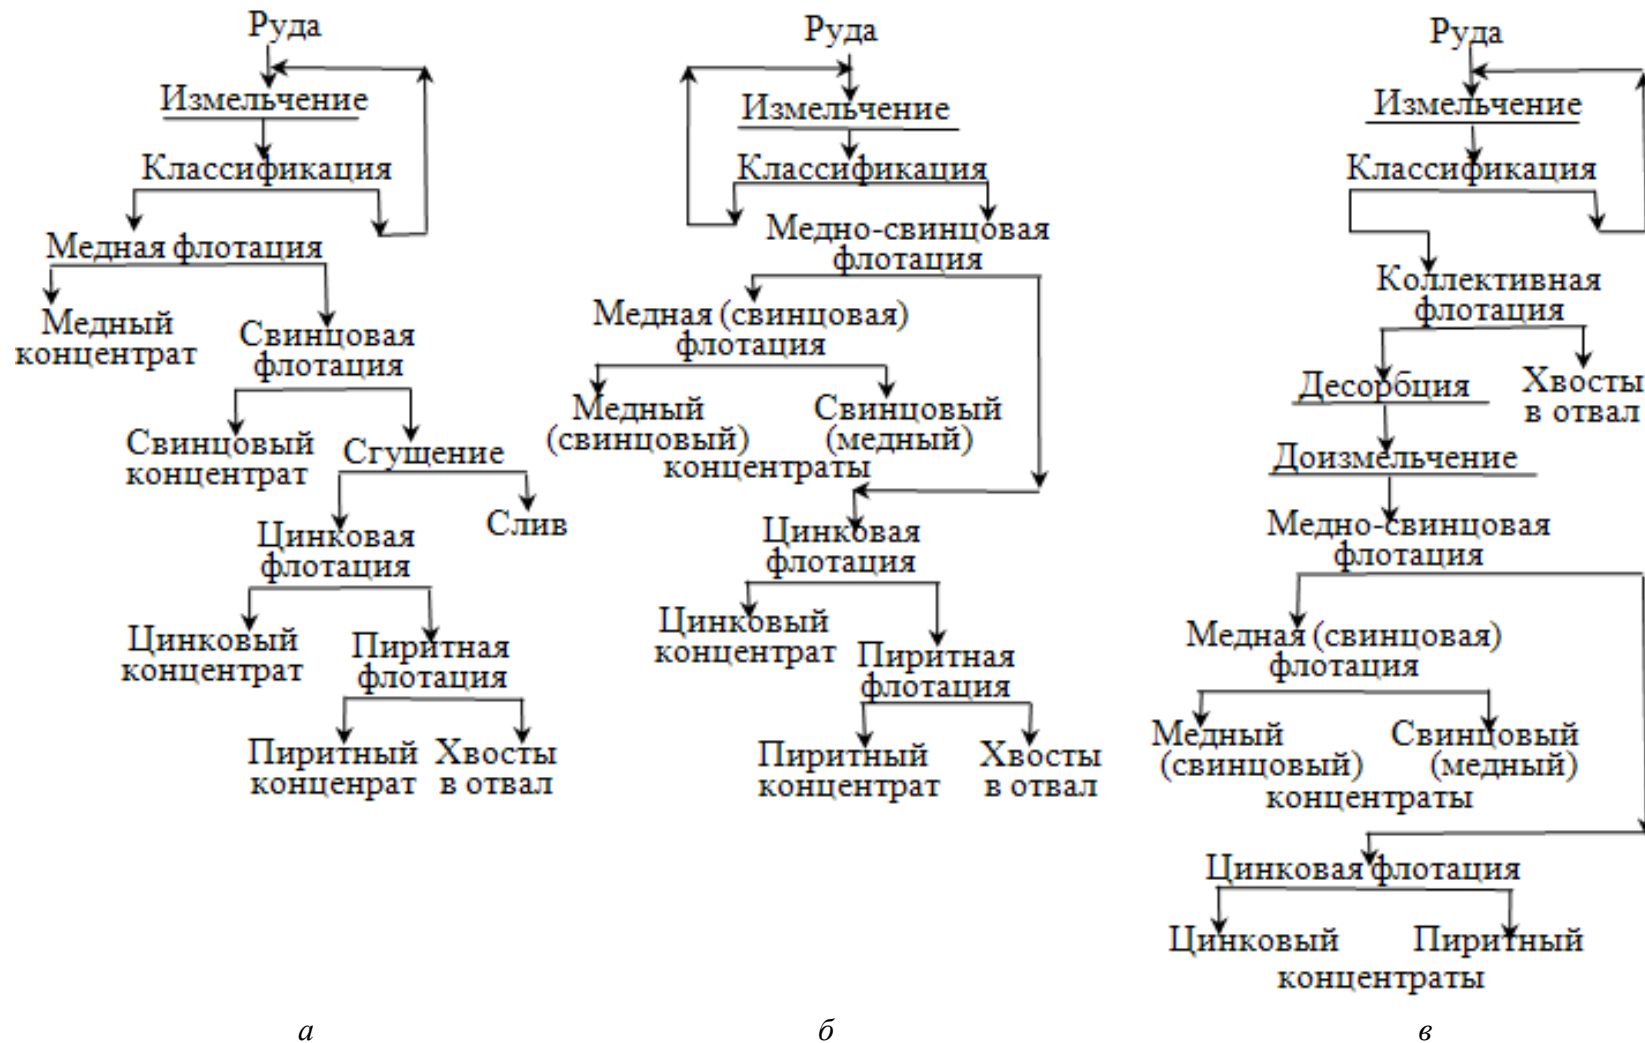 Руда
Измельчение
Классификация
Медная флотация
Медный
концентрат
Свинцовая
флотация
Свинцовый
концентрат
Сгущение
Слив
Цинковая
флотация
Цинковый
концентрат
Пиритная
флотация
Пиритный
концентрат
Хвосты
в отвал
а
Руда
Измельчение
Классификация
Медно-свинцовая
флотация
Медная (свинцовая)
флотация
Медный
(свинцовый)
Свинцовый
(медный)
концентраты
Цинковая
флотация
Цинковый
концентрат
Пиритная
флотация
Пиритный
концентрат
Хвосты
в отвал
б
Руда
Измельчение
Классификация
Коллективная
флотация
Десорбция
Хвосты
в отвал
Доизмельчение
Медно-свинцовая
флотация
Медная (свинцовая)
флотация
Медный
(свинцовый)
Свинцовый
(медный)
концентраты
Цинковая флотация
Цинковый
Пиритный
концентраты
в